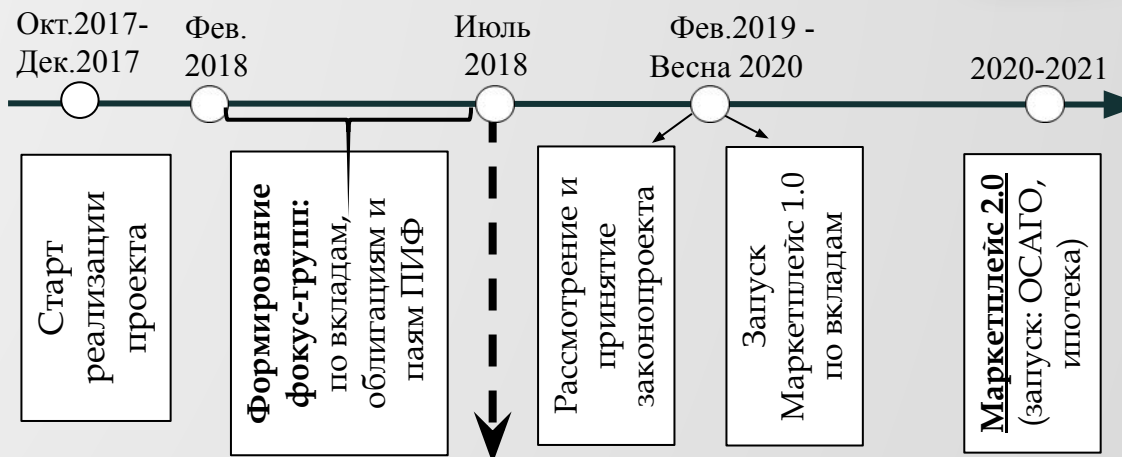 Окт.2017-
Дек.2017
Фев.
2018
Июль
2018
Фев.2019 -
Весна 2020
2020-2021
Старт
реализации
проекта
Формирование
фокус-групп:
по вкладам,
облигациям и
паям ПИФ
Рассмотрение и
принятие
законопроекта
Запуск
Маркетплейс 1.0
по вкладам
Маркетплейс 2.0
(запуск: ОСАГО,
ипотека)